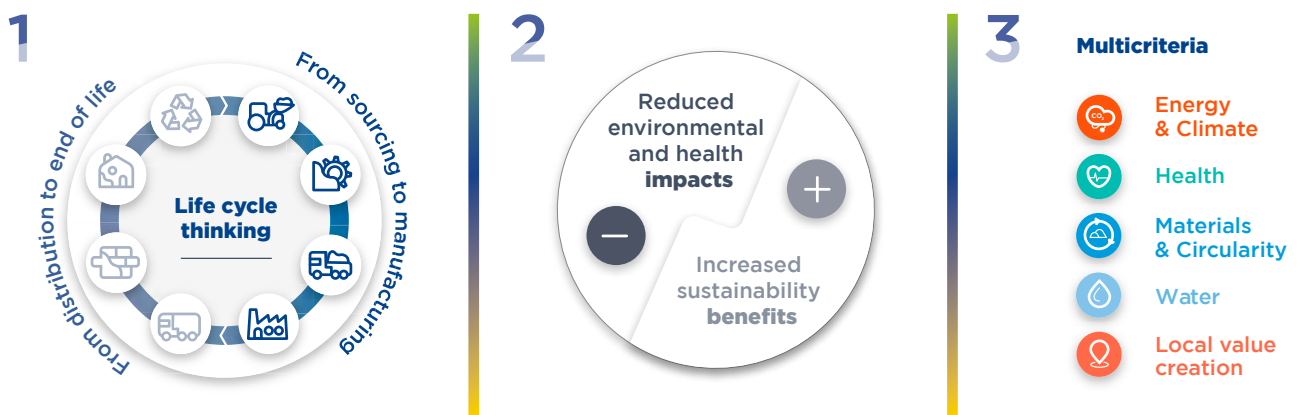 1
From sourcing to manufacturing
From distribution to end of life
Life cycle
thinking
2
Reduced
environmental
and health
impacts
Increased
sustainability
benefits
3
Multicriteria
CO₂
Energy
& Climate
Health
Materials
& Circularity
Water
Local value
creation